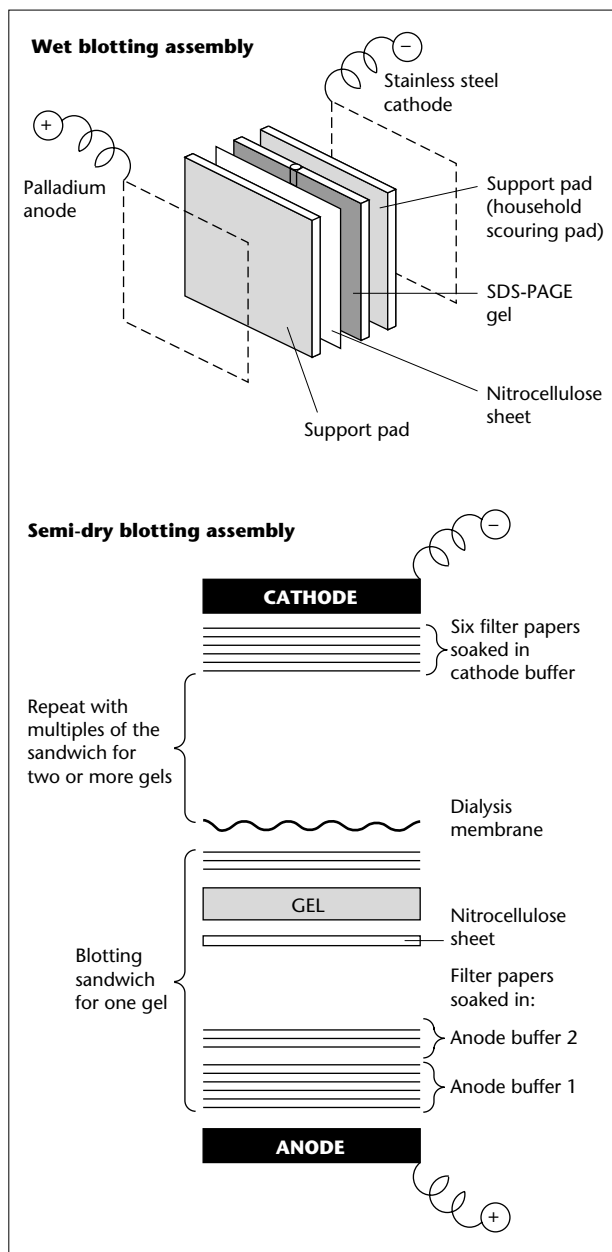 Wet blotting assembly
−
Stainless steel
cathode
+
Palladium
anode
Support pad
(household
scouring pad)
SDS-PAGE
gel
Nitrocellulose
sheet
Support pad
Semi-dry blotting assembly
−
CATHODE
Six filter papers
soaked in
cathode buffer
Repeat with
multiples of the
sandwich for
two or more gels
Dialysis
membrane
GEL
Nitrocellulose
sheet
Blotting
sandwich
for one gel
Filter papers
soaked in:
Anode buffer 2
Anode buffer 1
ANODE
+